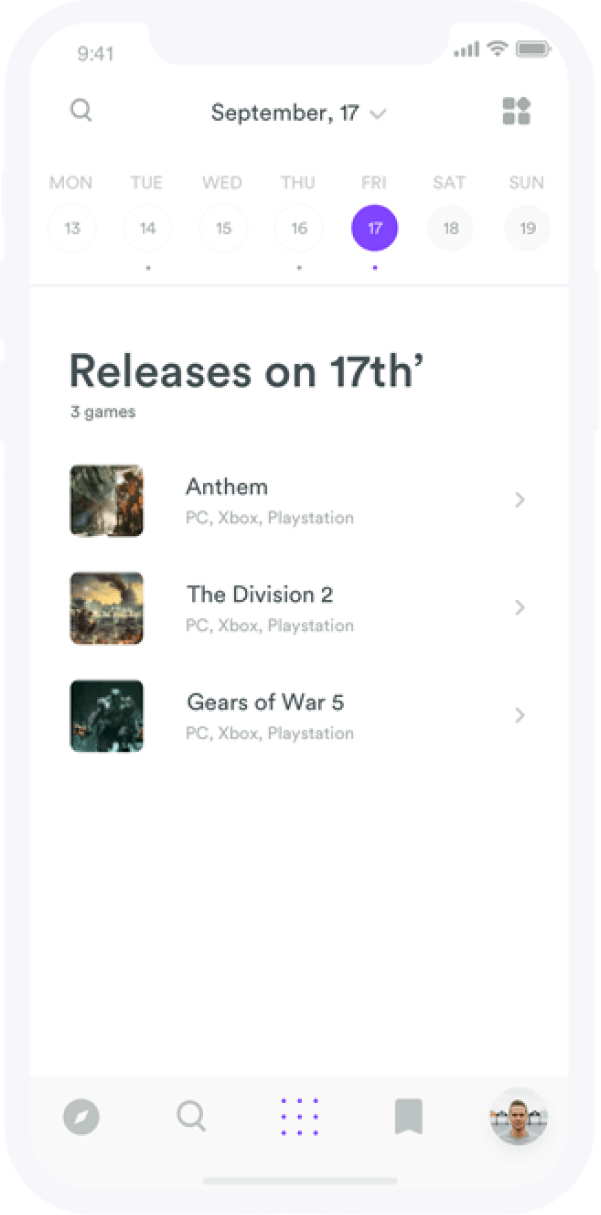 9:41
September, 17
MON TUE WED THU FRI SAT SUN
13 14 15 16 17 18 19
Releases on 17th’
3 games
Anthem
PC, Xbox, Playstation
The Division 2
PC, Xbox, Playstation
Gears of War 5
PC, Xbox, Playstation